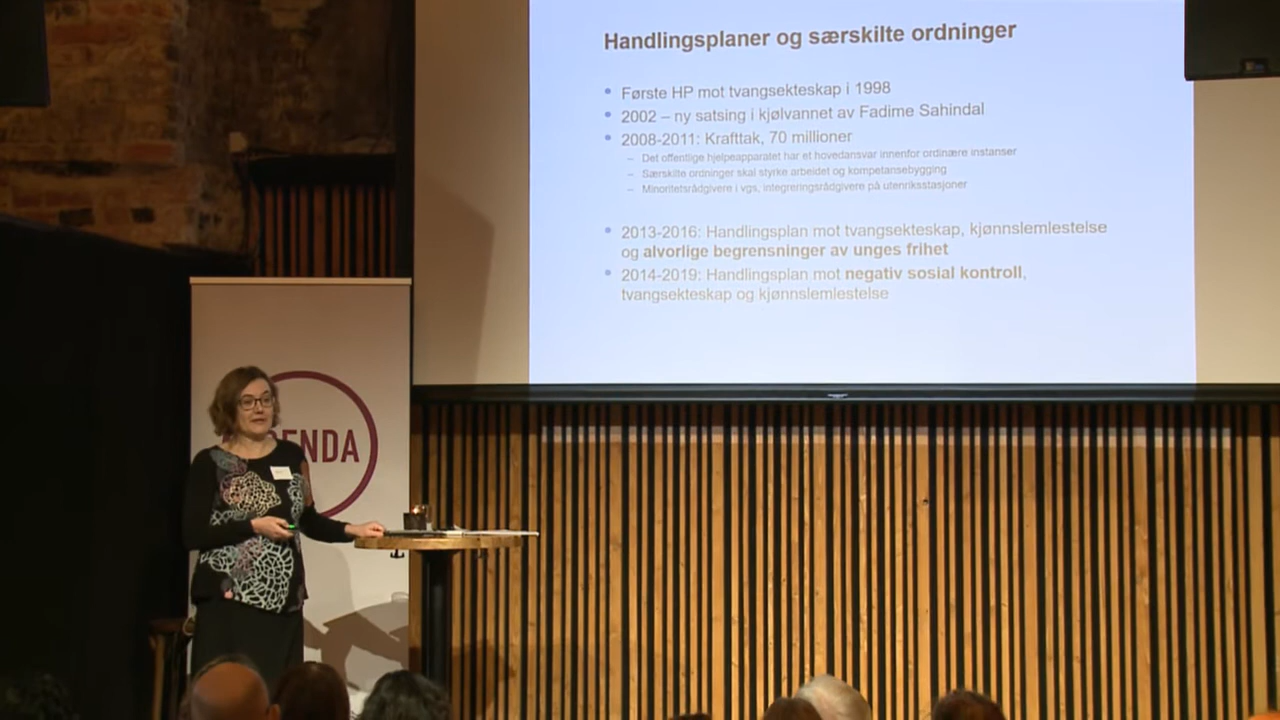 Handlingsplaner og særskilte ordninger
• Første HP mot tvangsekteskap i 1998
• 2002 – ny satsing i kjølvannet av Fadime Sahindal
• 2008-2011: Krafttak, 70 millioner
– Det offentlige hjelpeapparatet har et hovedansvar innenfor ordinære instanser
– Særskilte ordninger skal styrke arbeidet og kompetansebygging
– Minoritetsrådgivere i vgs, integreringsrådgivere på utenriksstasjoner
• 2013-2016: Handlingsplan mot tvangsekteskap, kjønnslemlestelse
og alvorlige begrensninger av unges frihet
• 2014-2019: Handlingsplan mot negativ sosial kontroll,
tvangsekteskap og kjønnslemlestelse
ENDA